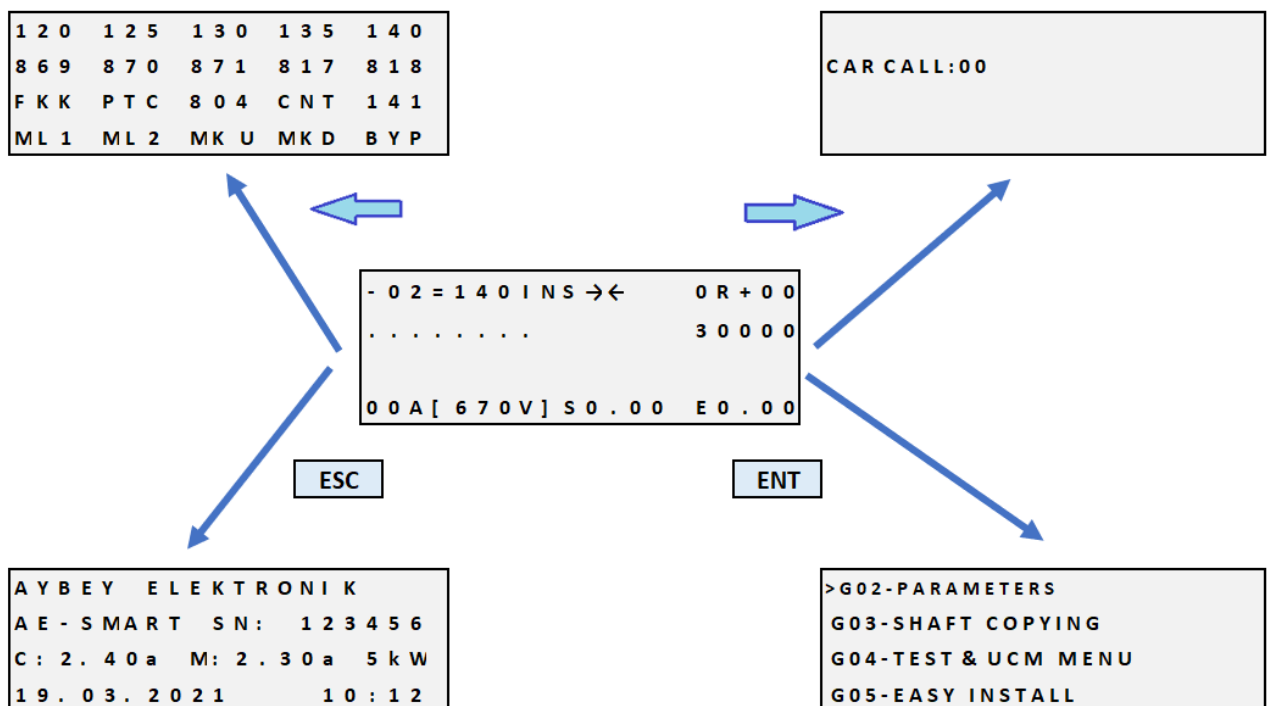 120 125 130 135 140
869 870 871 817 818
FKK PTC 804 CNT 141
ML1 ML2 MKU MKD BYP
CAR CALL:00
-02=140INS→← 0R+00
........ 30000
00A[670V]S0.00 E0.00
ESC
ENT
AYBEY ELEKTRONIK
AE-SMART SN: 123456
C:2.40a M:2.30a 5kW
19.03.2021 10:12
>G02-PARAMETERS
G03-SHAFT COPYING
G04-TEST & UCM MENU
G05-EASY INSTALL